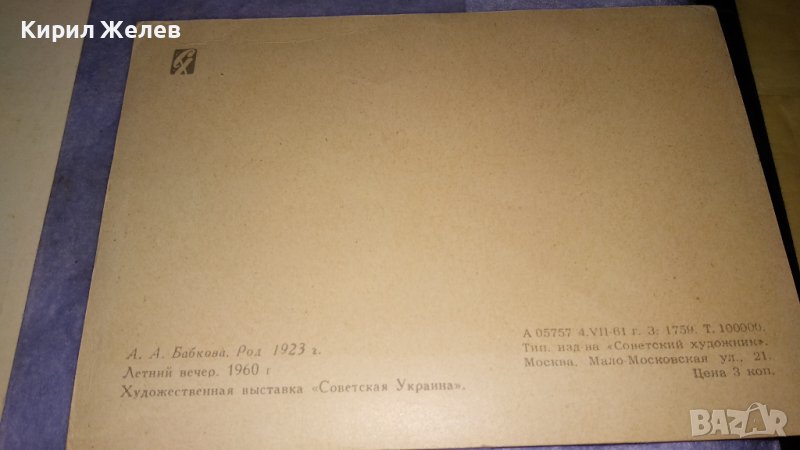 Кирил Желев
А. А. Бабкова. Род 1923 г.
Летний вечер. 1960 г
Художественная выставка «Советская Украина».
А 05757 4.VII-61 г. З. 1759. Т. 100000.
Тип. изд-ва «Советский художник».
Москва, Мало-Московская ул., 21.
Цена 3 коп.
BAZAR